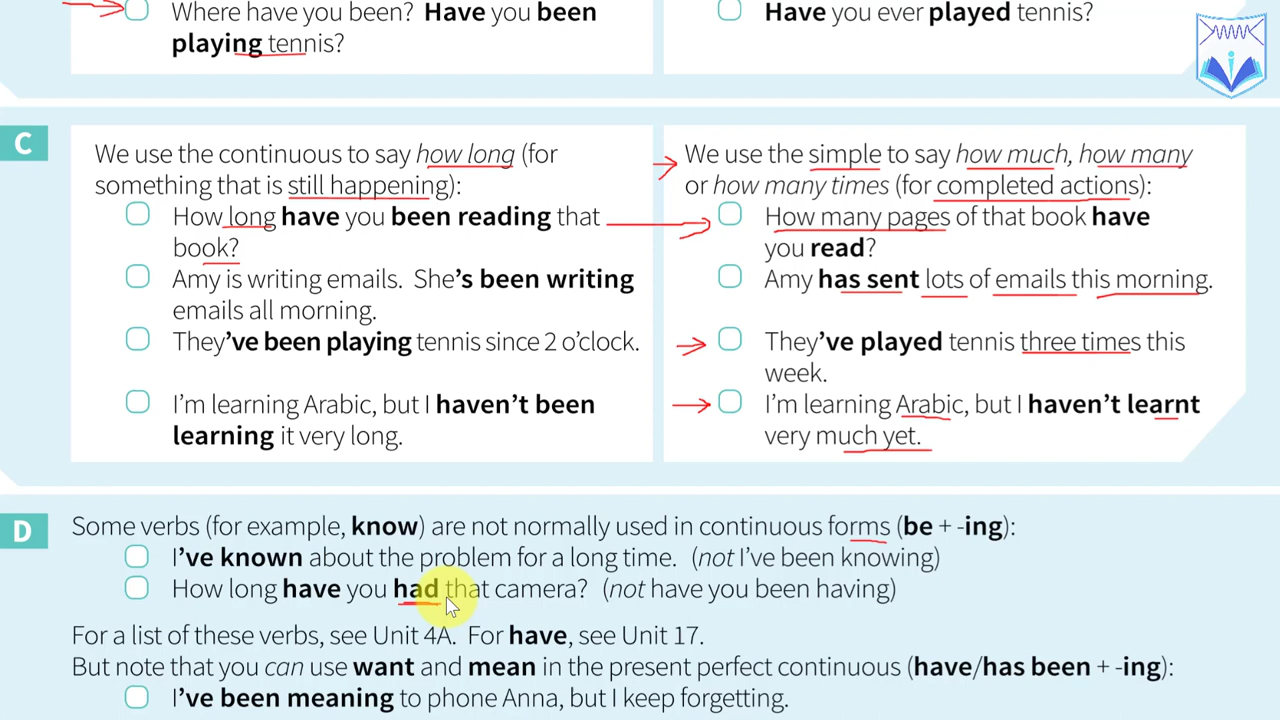 Where have you been? Have you been
playing tennis?
Have you ever played tennis?
C
We use the continuous to say how long (for
something that is still happening):
How long have you been reading that
book?
Amy is writing emails. She's been writing
emails all morning.
They've been playing tennis since 2 o'clock.
I'm learning Arabic, but I haven't been
learning it very long.
We use the simple to say how much, how many
or how many times (for completed actions):
How many pages of that book have
you read?
Amy has sent lots of emails this morning.
They've played tennis three times this
week.
I'm learning Arabic, but I haven't learnt
very much yet.
D
Some verbs (for example, know) are not normally used in continuous forms (be + -ing):
I've known about the problem for a long time. (not I've been knowing)
How long have you had that camera? (not have you been having)
For a list of these verbs, see Unit 4A. For have, see Unit 17.
But note that you can use want and mean in the present perfect continuous (have/has been + -ing):
I've been meaning to phone Anna, but I keep forgetting.